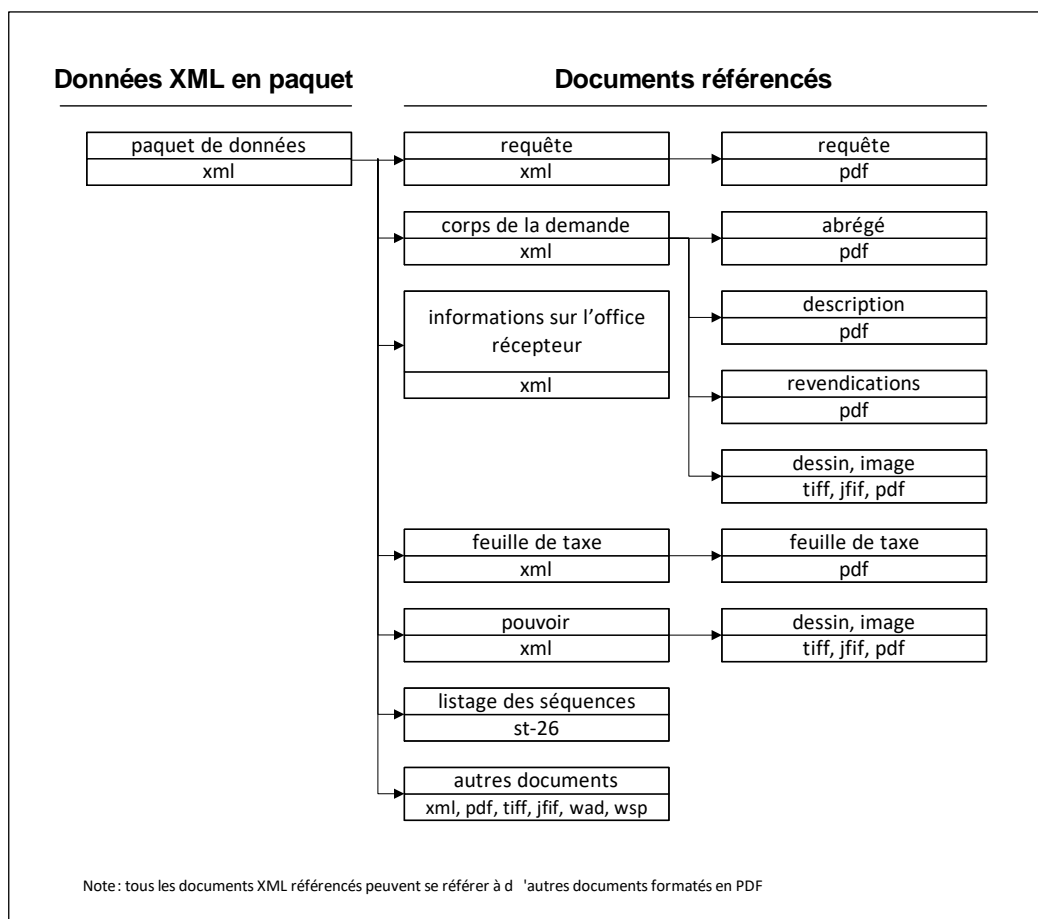 Données XML en paquet
Documents référencés
paquet de données
xml
requête
xml
requête
pdf
corps de la demande
xml
abrégé
pdf
description
pdf
informations sur l'office
récepteur
xml
revendications
pdf
dessin, image
tiff, jfif, pdf
feuille de taxe
xml
feuille de taxe
pdf
pouvoir
xml
dessin, image
tiff, jfif, pdf
listage des séquences
st-26
autres documents
xml, pdf, tiff, jfif, wad, wsp
Note : tous les documents XML référencés peuvent se référer à d 'autres documents formatés en PDF